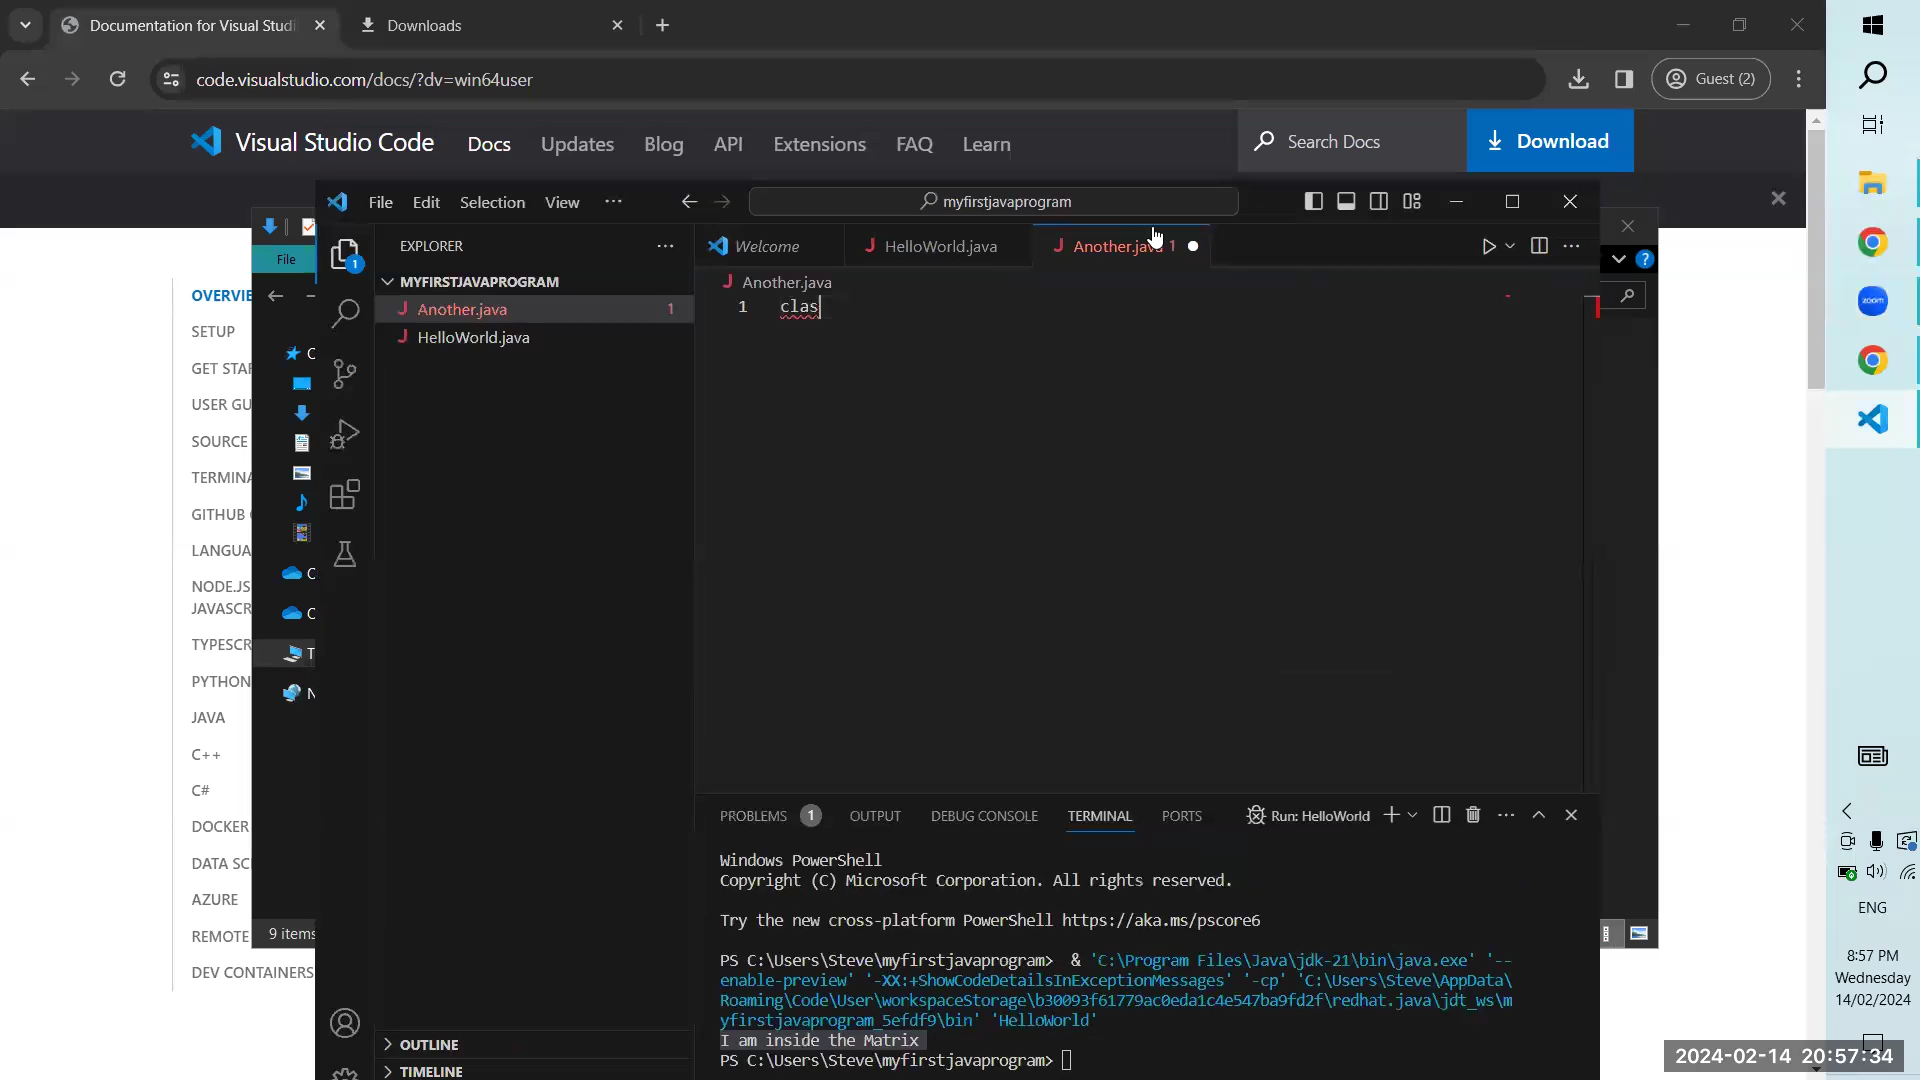 Documentation for Visual Studi
Downloads
code.visualstudio.com/docs/?dv=win64user
Guest (2)
Visual Studio Code
Docs
Updates
Blog
API
Extensions
FAQ
Learn
Search Docs
Download
File
Edit
Selection
View
myfirstjavaprogram
File
EXPLORER
Welcome
HelloWorld.java
Another.java 1
MYFIRSTJAVAPROGRAM
Another.java 1
HelloWorld.java
Another.java
1 clas
OVERVIE
SETUP
GET STAR
USER GU
SOURCE
TERMINA
GITHUB
LANGUA
NODE.JS
JAVASCR
TYPESCR
PYTHON
JAVA
C++
C#
DOCKER
DATA SC
AZURE
REMOTE
DEV CONTAINERS
9 items
1
OUTLINE
TIMELINE
PROBLEMS 1
OUTPUT
DEBUG CONSOLE
TERMINAL
PORTS
Run: HelloWorld
Windows PowerShell
Copyright (C) Microsoft Corporation. All rights reserved.
Try the new cross-platform PowerShell https://aka.ms/pscore6
PS C:\Users\Steve\myfirstjavaprogram> & 'C:\Program Files\Java\jdk-21\bin\java.exe' '--
enable-preview' '-XX:+ShowCodeDetailsInExceptionMessages' '-cp' 'C:\Users\Steve\AppData\
Roaming\Code\User\workspaceStorage\b30093f61779ac0eda1c4e547ba9fd2f\redhat.java\jdt_ws\m
yfirstjavaprogram_5efdf9\bin' 'HelloWorld'
I am inside the Matrix
PS C:\Users\Steve\myfirstjavaprogram>
zoom
ENG
8:57 PM
Wednesday
14/02/2024
2024-02-14 20:57:34